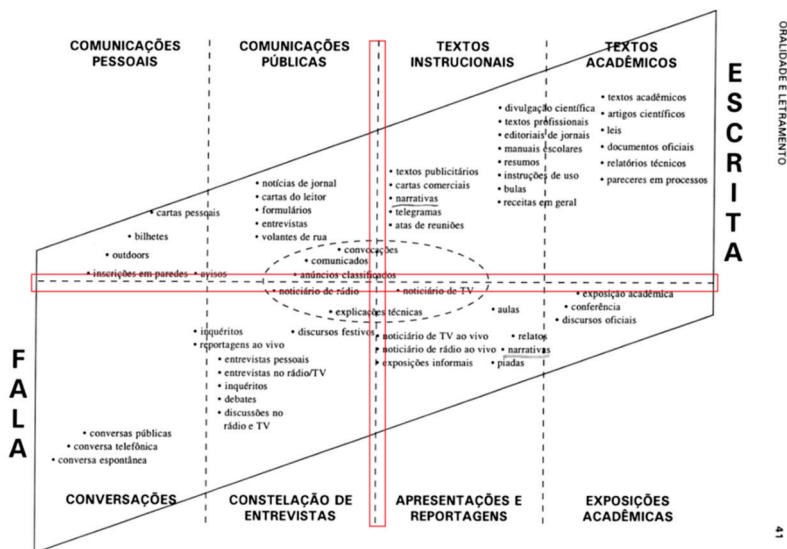 ORALIDADE E LETRAMENTO
COMUNICAÇÕES
PESSOAIS
COMUNICAÇÕES
PÚBLICAS
TEXTOS
INSTRUCIONAIS
TEXTOS
ACADÊMICOS
ESCRITA
• cartas pessoais
• bilhetes
• outdoors
• inscrições em paredes • avisos
• notícias de jornal
• cartas do leitor
• formulários
• entrevistas
• volantes de rua
• convocações
• comunicados
• anúncios classificados
• noticiário de rádio • noticiário de TV
• explicações técnicas
• textos publicitários
• cartas comerciais
• narrativas
• telegramas
• atas de reuniões
• divulgação científica
• textos profissionais
• editoriais de jornais
• manuais escolares
• resumos
• instruções de uso
• bulas
• receitas em geral
• textos acadêmicos
• artigos científicos
• leis
• documentos oficiais
• relatórios técnicos
• pareceres em processos
FALA
• conversas públicas
• conversa telefônica
• conversa espontânea
• inquéritos
• reportagens ao vivo
• entrevistas pessoais
• entrevistas no rádio/TV
• inquéritos
• debates
• discussões no
rádio e TV
• discursos festivos
• noticiário de TV ao vivo
• noticiário de rádio ao vivo
• exposições informais
• aulas
• relatos
• narrativas
• piadas
• exposição acadêmica
• conferência
• discursos oficiais
CONVERSAÇÕES
CONSTELAÇÃO DE
ENTREVISTAS
APRESENTAÇÕES E
REPORTAGENS
EXPOSIÇÕES
ACADÊMICAS
41